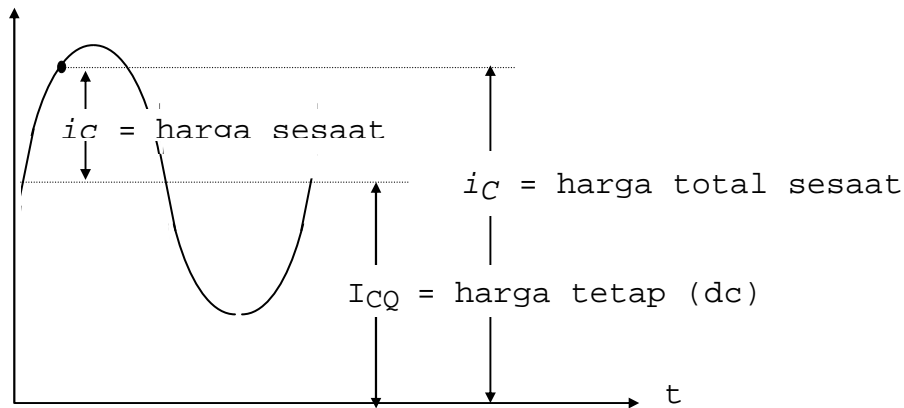 ic = harga sesaat
iC = harga total sesaat
ICQ = harga tetap (dc)
t